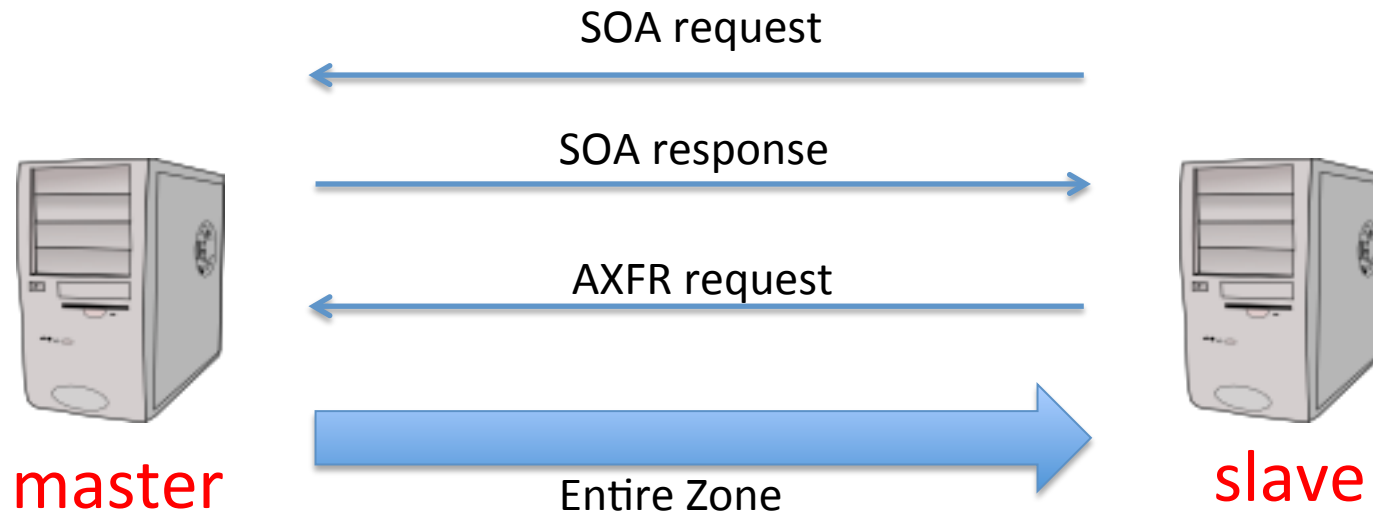 SOA request
SOA response
AXFR request
Entire Zone
master
slave